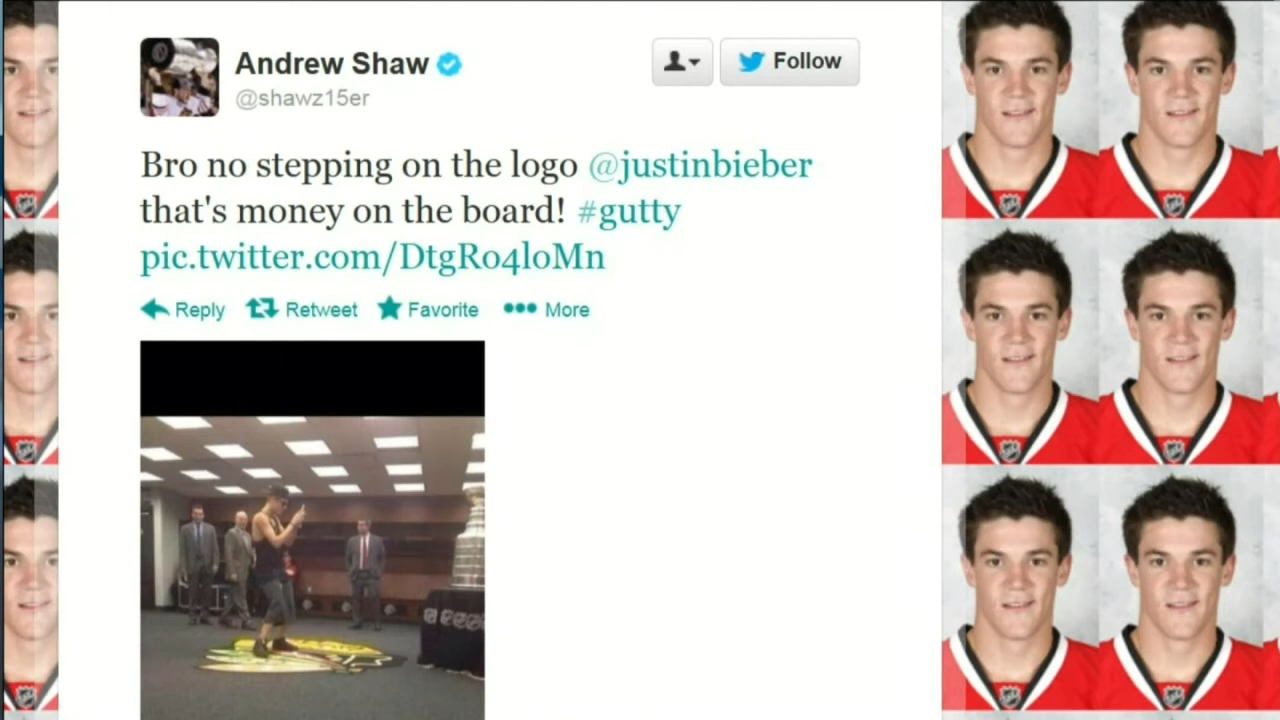 Andrew Shaw
@shawz15er
Follow
Bro no stepping on the logo @justinbieber
that's money on the board! #gutty
pic.twitter.com/DtgRo4loMn
Reply Retweet Favorite More